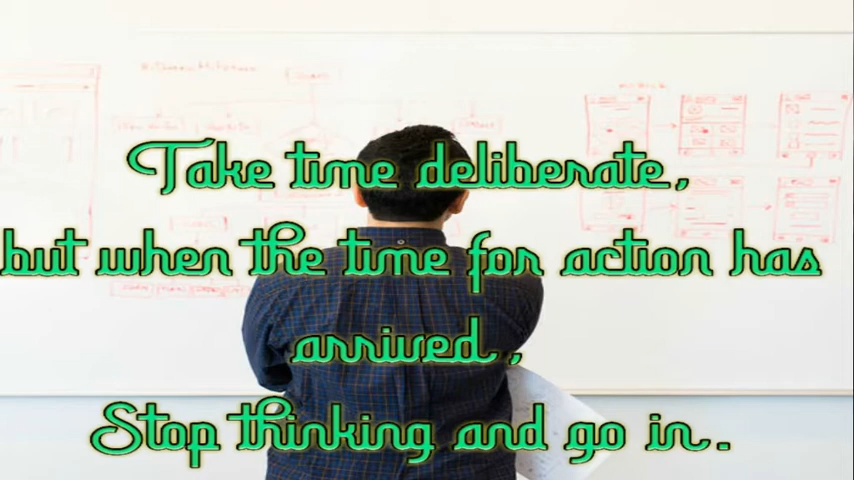 Take time deliberate,
but when the time for action has
arrived,
Stop thinking and go in.